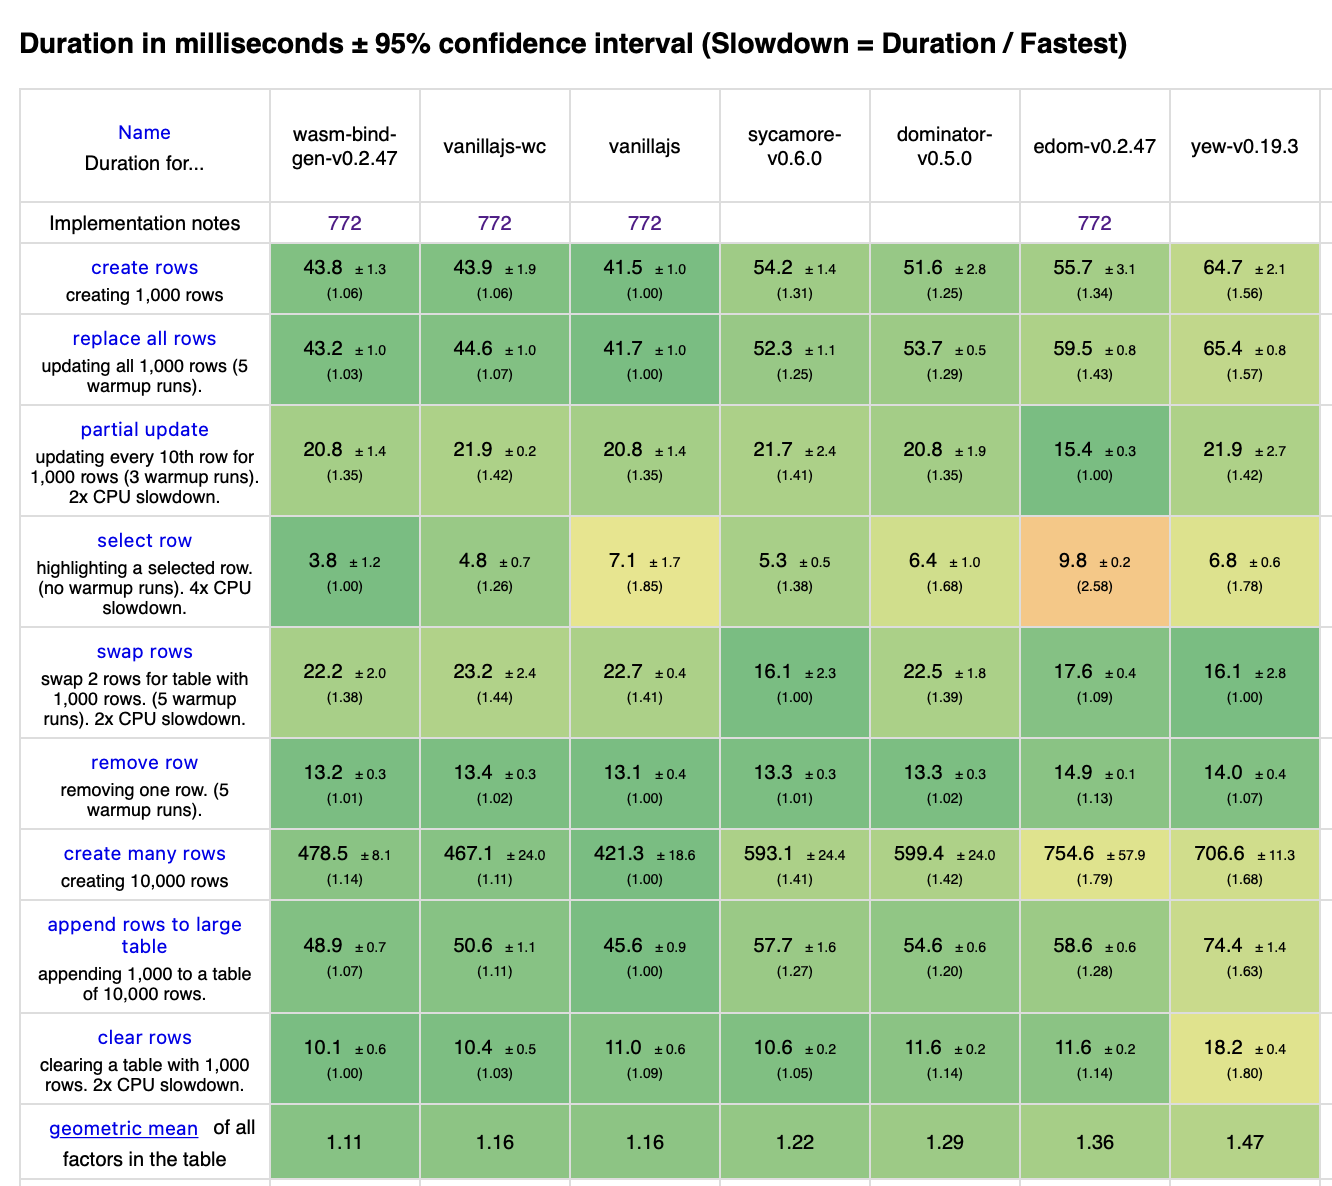 Duration in milliseconds ± 95% confidence interval (Slowdown = Duration / Fastest)
Name
Duration for...
wasm-bind-
gen-v0.2.47
vanillajs-wc
vanillajs
sycamore-
v0.6.0
dominator-
v0.5.0
edom-v0.2.47
yew-v0.19.3
Implementation notes
772
772
772
772
create rows
creating 1,000 rows
43.8 ± 1.3
(1.06)
43.9 ± 1.9
(1.06)
41.5 ± 1.0
(1.00)
54.2 ± 1.4
(1.31)
51.6 ± 2.8
(1.25)
55.7 ± 3.1
(1.34)
64.7 ± 2.1
(1.56)
replace all rows
updating all 1,000 rows (5
warmup runs).
43.2 ± 1.0
(1.03)
44.6 ± 1.0
(1.07)
41.7 ± 1.0
(1.00)
52.3 ± 1.1
(1.25)
53.7 ± 0.5
(1.29)
59.5 ± 0.8
(1.43)
65.4 ± 0.8
(1.57)
partial update
updating every 10th row for
1,000 rows (3 warmup runs).
2x CPU slowdown.
20.8 ± 1.4
(1.35)
21.9 ± 0.2
(1.42)
20.8 ± 1.4
(1.35)
21.7 ± 2.4
(1.41)
20.8 ± 1.9
(1.35)
15.4 ± 0.3
(1.00)
21.9 ± 2.7
(1.42)
select row
highlighting a selected row.
(no warmup runs). 4x CPU
slowdown.
3.8 ± 1.2
(1.00)
4.8 ± 0.7
(1.26)
7.1 ± 1.7
(1.85)
5.3 ± 0.5
(1.38)
6.4 ± 1.0
(1.68)
9.8 ± 0.2
(2.58)
6.8 ± 0.6
(1.78)
swap rows
swap 2 rows for table with
1,000 rows. (5 warmup
runs). 2x CPU slowdown.
22.2 ± 2.0
(1.38)
23.2 ± 2.4
(1.44)
22.7 ± 0.4
(1.41)
16.1 ± 2.3
(1.00)
22.5 ± 1.8
(1.39)
17.6 ± 0.4
(1.09)
16.1 ± 2.8
(1.00)
remove row
removing one row. (5
warmup runs).
13.2 ± 0.3
(1.01)
13.4 ± 0.3
(1.02)
13.1 ± 0.4
(1.00)
13.3 ± 0.3
(1.01)
13.3 ± 0.3
(1.02)
14.9 ± 0.1
(1.13)
14.0 ± 0.4
(1.07)
create many rows
creating 10,000 rows
478.5 ± 8.1
(1.14)
467.1 ± 24.0
(1.11)
421.3 ± 18.6
(1.00)
593.1 ± 24.4
(1.41)
599.4 ± 24.0
(1.42)
754.6 ± 57.9
(1.79)
706.6 ± 11.3
(1.68)
append rows to large
table
appending 1,000 to a table
of 10,000 rows.
48.9 ± 0.7
(1.07)
50.6 ± 1.1
(1.11)
45.6 ± 0.9
(1.00)
57.7 ± 1.6
(1.27)
54.6 ± 0.6
(1.20)
58.6 ± 0.6
(1.28)
74.4 ± 1.4
(1.63)
clear rows
clearing a table with 1,000
rows. 2x CPU slowdown.
10.1 ± 0.6
(1.00)
10.4 ± 0.5
(1.03)
11.0 ± 0.6
(1.09)
10.6 ± 0.2
(1.05)
11.6 ± 0.2
(1.14)
11.6 ± 0.2
(1.14)
18.2 ± 0.4
(1.80)
geometric mean of all
factors in the table
1.11
1.16
1.16
1.22
1.29
1.36
1.47